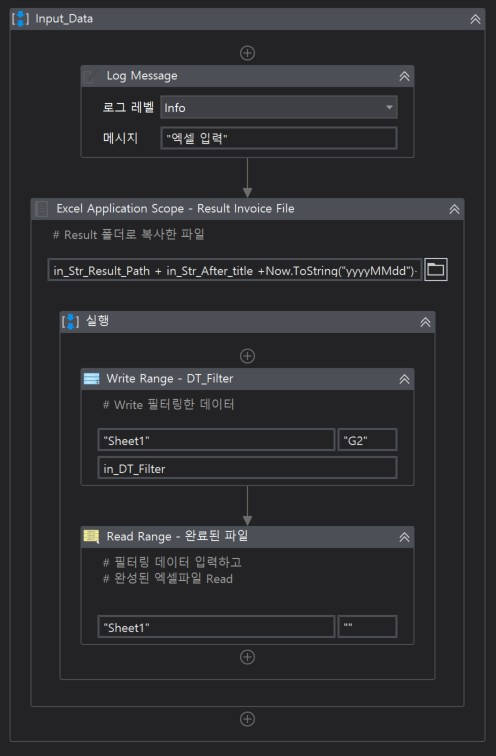 Input_Data
Log Message
로그 레벨 Info
메시지 "엑셀 입력"
Excel Application Scope - Result Invoice File
# Result 폴더로 복사한 파일
in_Str_Result_Path + in_Str_After_title +Now.ToString("yyyyMMdd")-
실행
Write Range - DT_Filter
# Write 필터링한 데이터
"Sheet1" "G2"
in_DT_Filter
Read Range - 완료된 파일
# 필터링 데이터 입력하고
# 완성된 엑셀파일 Read
"Sheet1" ""